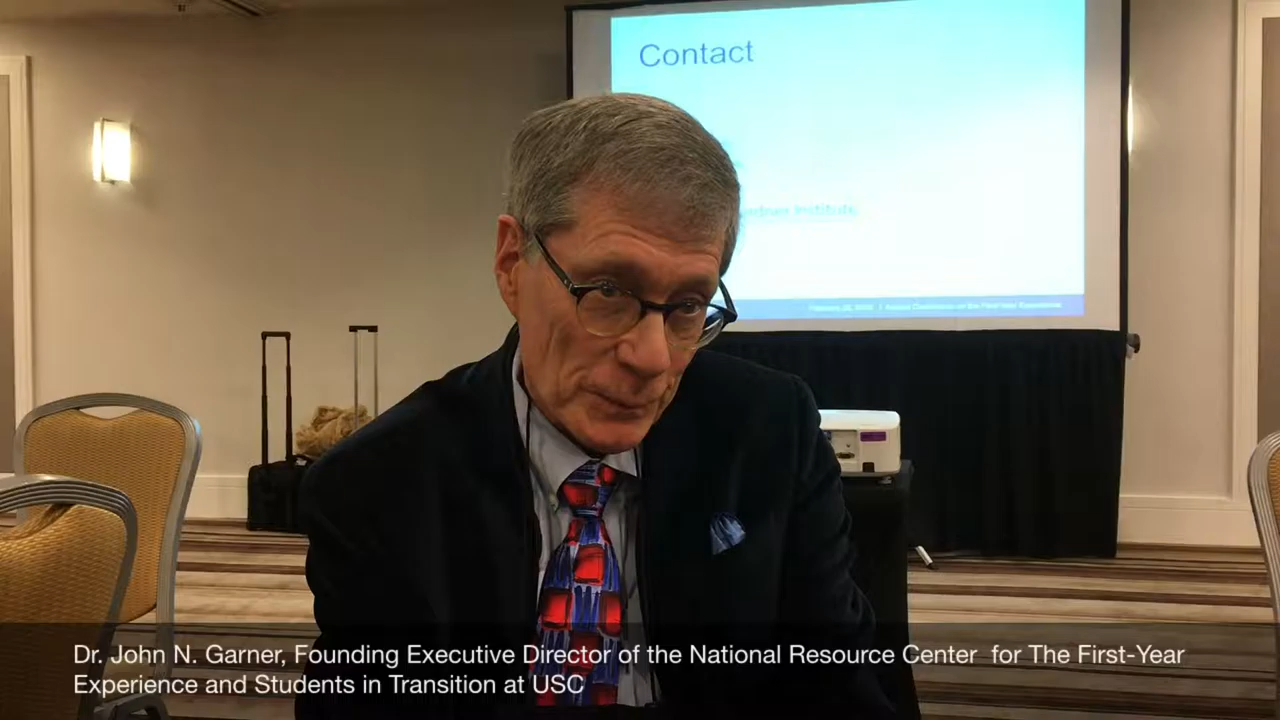 Contact
Institute
Dr. John N. Garner, Founding Executive Director of the National Resource Center for The First-Year
Experience and Students in Transition at USC